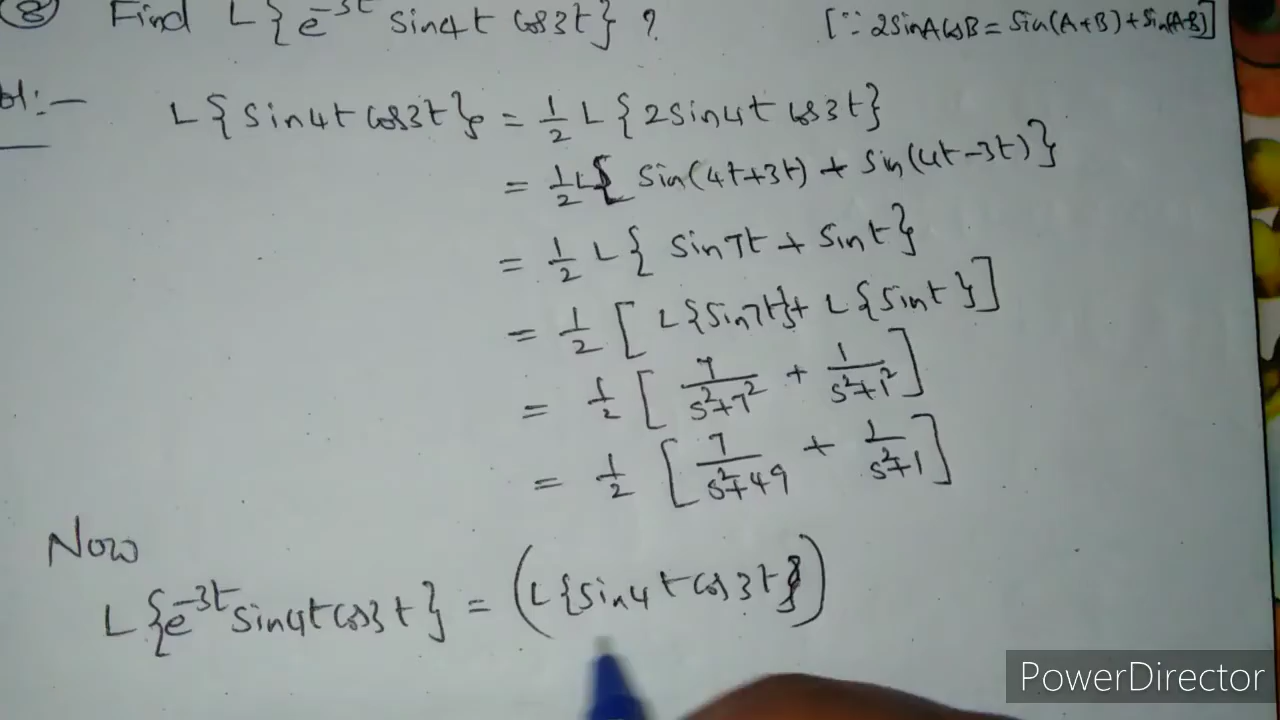 ⑧ Find L{e^-3t Sin4t Cos3t} ? [∵ 2SinACosB = Sin(A+B) + Sin(A-B)]
Sol:-
L{Sin4t Cos3t} = 1/2 L{2Sin4t Cos3t}
= 1/2 L{Sin(4t+3t) + Sin(4t-3t)}
= 1/2 L{Sin7t + Sint}
= 1/2 [L{Sin7t} + L{Sint}]
= 1/2 [7/(s²+7²) + 1/(s²+1²)]
= 1/2 [7/(s²+49) + 1/(s²+1)]
Now
L{e^-3t Sin4t Cos3t} = (L{Sin4t Cos3t})
PowerDirector